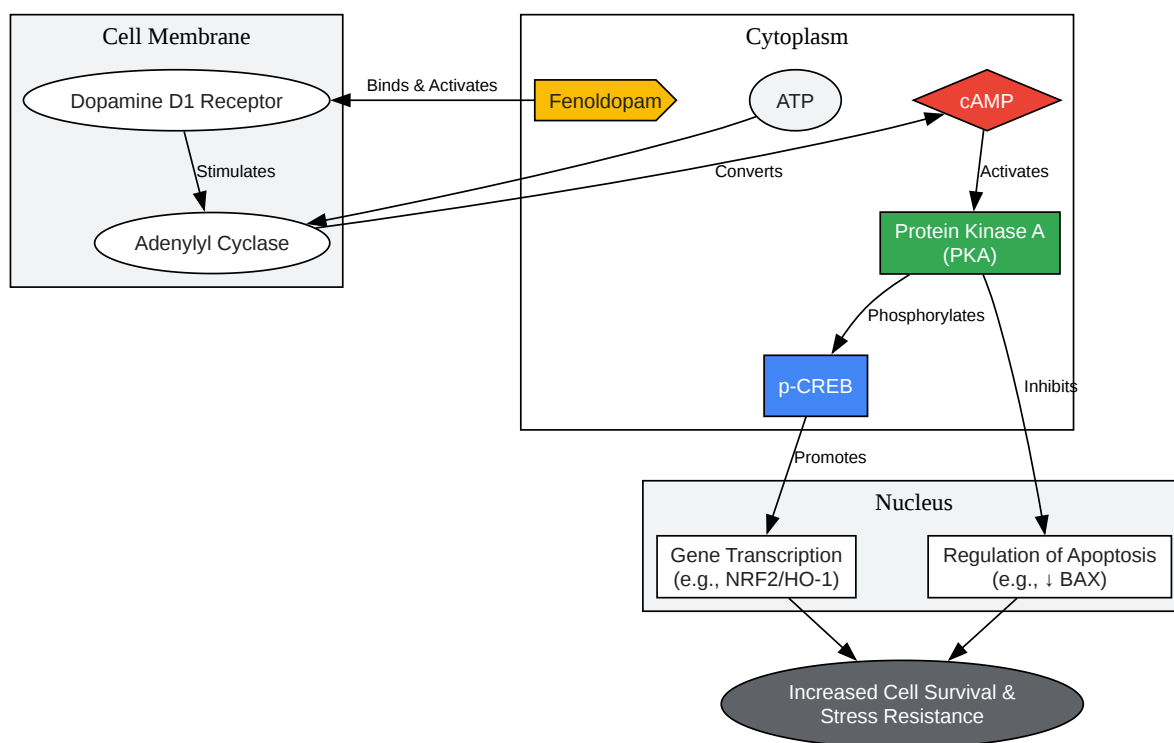 Cell Membrane
Cytoplasm
Dopamine D1 Receptor
Binds & Activates
Fenoldopam
ATP
cAMP
Stimulates
Converts
Activates
Adenylyl Cyclase
Protein Kinase A
(PKA)
Phosphorylates
p-CREB
Inhibits
Promotes
Nucleus
Gene Transcription
(e.g., NRF2/HO-1)
Regulation of Apoptosis
(e.g., ↓ BAX)
Increased Cell Survival &
Stress Resistance